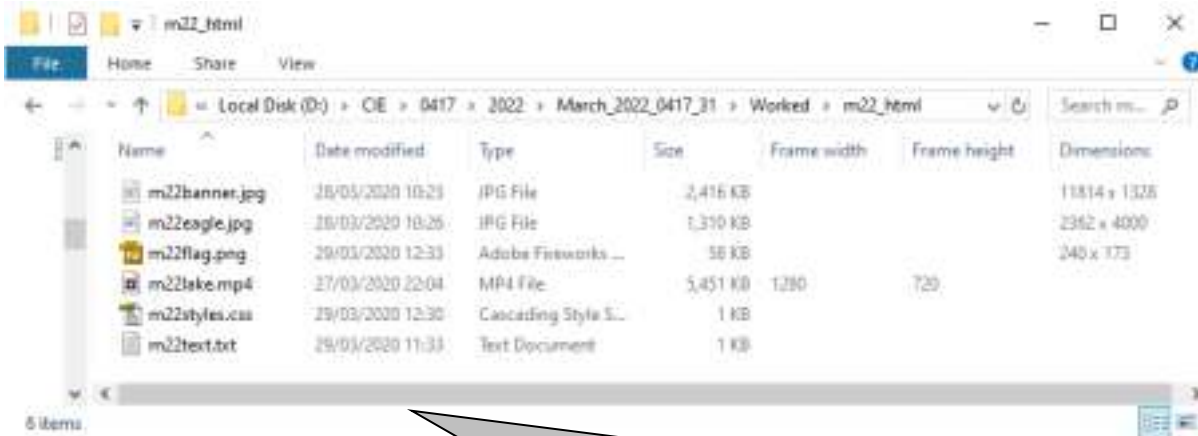 m22_html
File Home Share View
« Local Disk (D:) › CIE › 0417 › 2022 › March_2022_0417_31 › Worked › m22_html Search m...
Name Date modified Type Size Frame width Frame height Dimensions
m22banner.jpg 28/03/2020 10:23 JPG File 2,416 KB 11814 x 1328
m22eagle.jpg 28/03/2020 10:26 JPG File 1,310 KB 2362 x 4000
m22flag.png 29/03/2020 12:33 Adobe Fireworks ... 58 KB 240 x 173
m22lake.mp4 27/03/2020 22:04 MP4 File 5,451 KB 1280 720
m22styles.css 29/03/2020 12:30 Cascading Style S... 1 KB
m22text.txt 29/03/2020 11:33 Text Document 1 KB
6 items